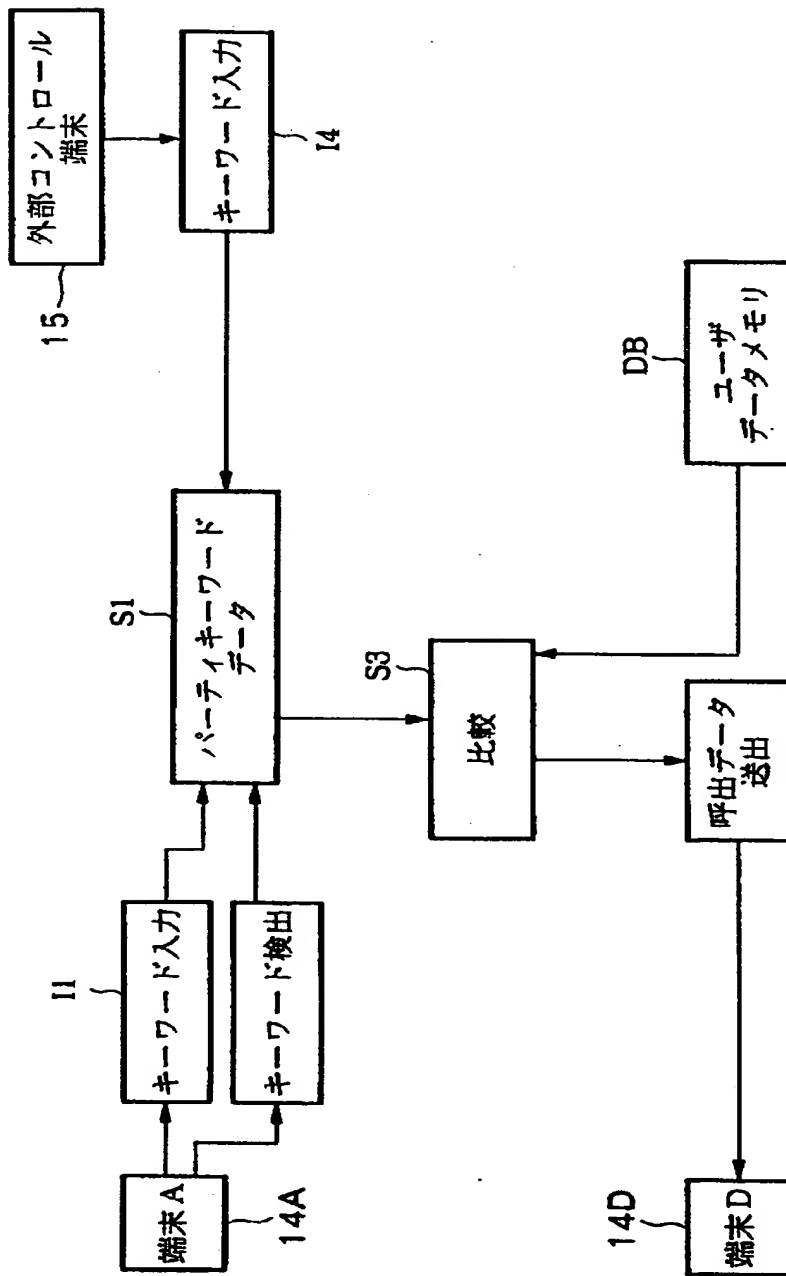 外部コントロール
端末
15
キーワード入力
I4
S1
パーティキーワード
データ
I1
キーワード入力
キーワード検出
端末A
14A
S3
比較
DB
ユーザ
データメモリ
呼出データ
送出
14D
端末D